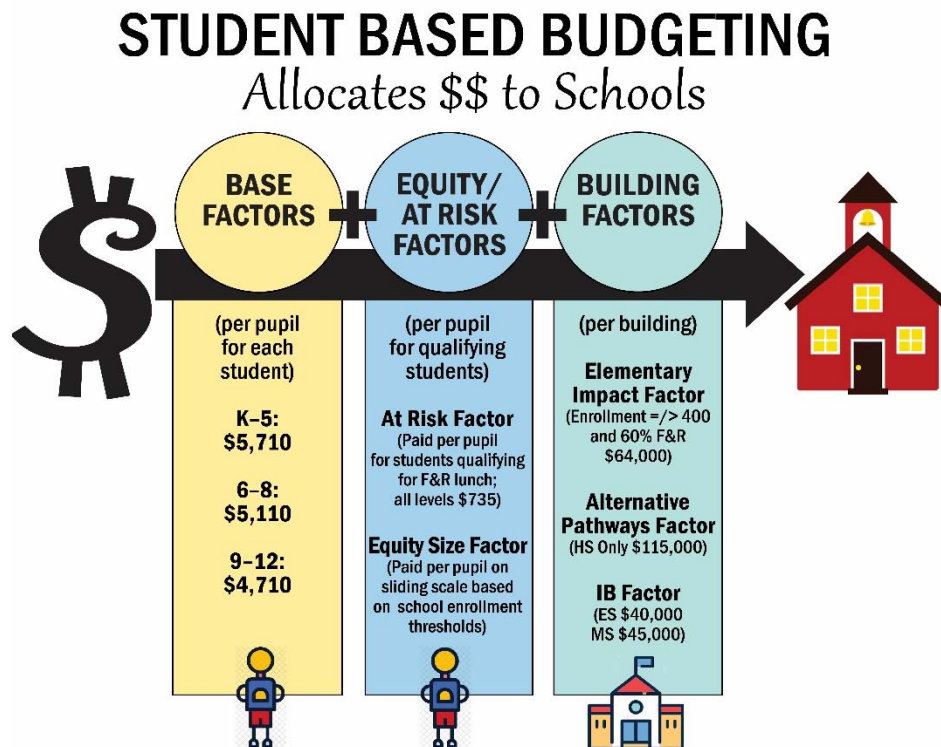 STUDENT BASED BUDGETING
Allocates $$ to Schools
BASE
FACTORS
+
EQUITY/
AT RISK
FACTORS
+
BUILDING
FACTORS
(per pupil
for each
student)
K–5:
$5,710
6–8:
$5,110
9–12:
$4,710
(per pupil
for qualifying
students)
At Risk Factor
(Paid per pupil
for students qualifying
for F&R lunch;
all levels $735)
Equity Size Factor
(Paid per pupil on
sliding scale based
on school enrollment
thresholds)
(per building)
Elementary
Impact Factor
(Enrollment =/> 400
and 60% F&R
$64,000)
Alternative
Pathways Factor
(HS Only $115,000)
IB Factor
(ES $40,000
MS $45,000)